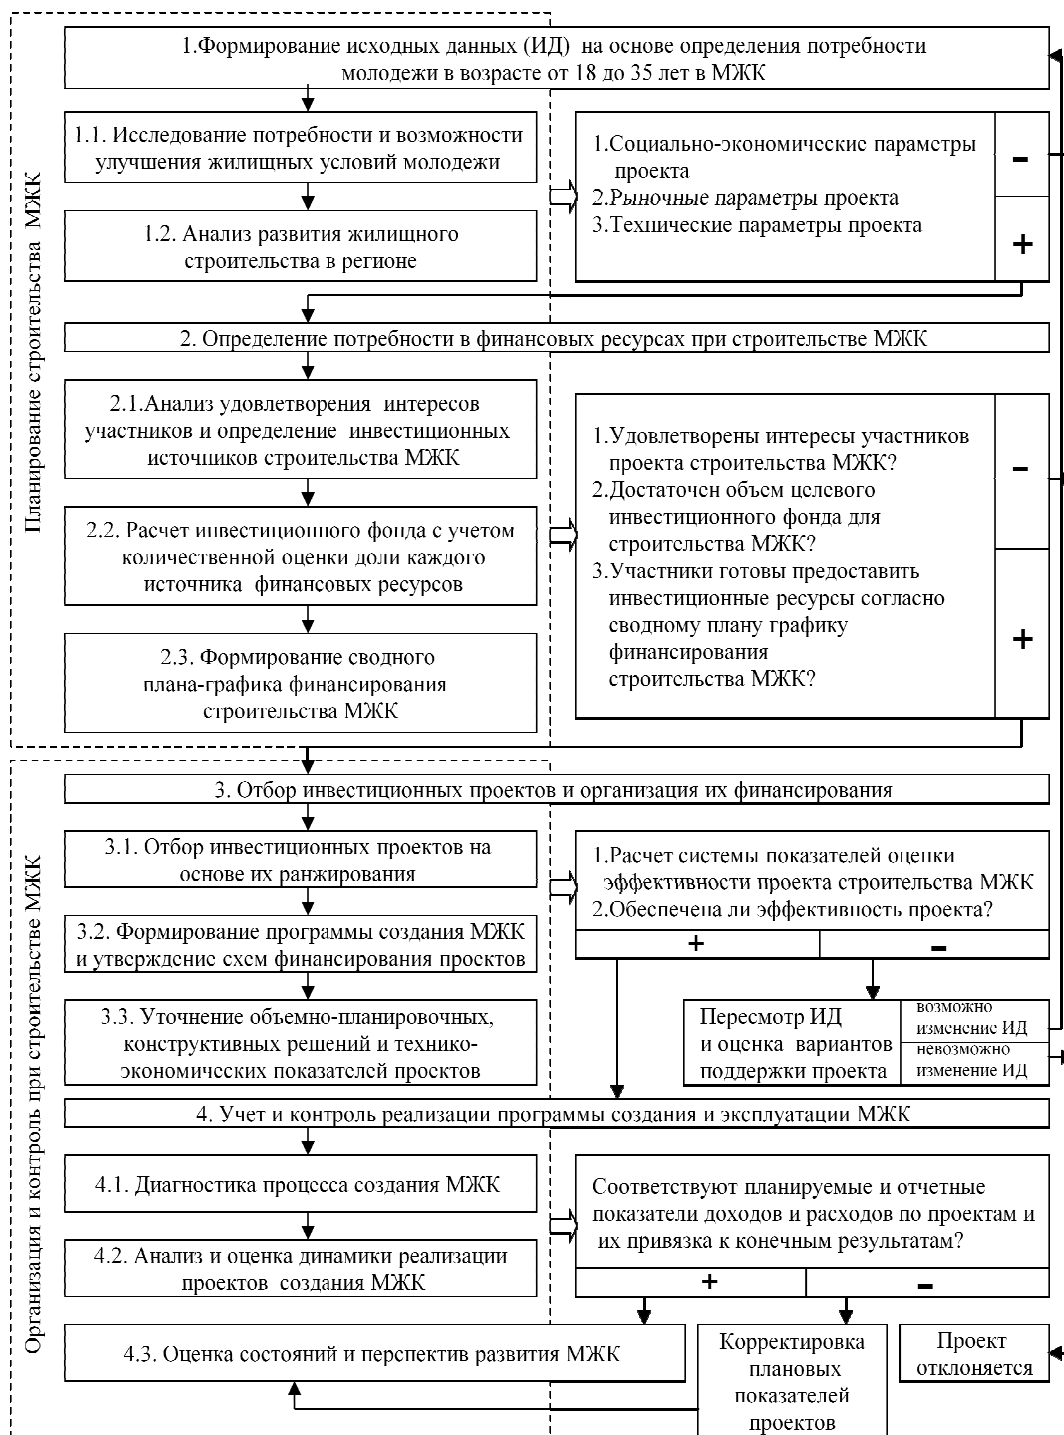 Планирование строительства МЖК
1.Формирование исходных данных (ИД) на основе определения потребности
молодежи в возрасте от 18 до 35 лет в МЖК
1.1. Исследование потребности и возможности
улучшения жилищных условий молодежи
1.2. Анализ развития жилищного
строительства в регионе
1.Социально-экономические параметры
проекта
2.Рыночные параметры проекта
3.Технические параметры проекта
-
+
2. Определение потребности в финансовых ресурсах при строительстве МЖК
2.1.Анализ удовлетворения интересов
участников и определение инвестиционных
источников строительства МЖК
2.2. Расчет инвестиционного фонда с учетом
количественной оценки доли каждого
источника финансовых ресурсов
2.3. Формирование сводного
плана-графика финансирования
строительства МЖК
1.Удовлетворены интересы участников
проекта строительства МЖК?
2.Достаточен объем целевого
инвестиционного фонда для
строительства МЖК?
3.Участники готовы предоставить
инвестиционные ресурсы согласно
сводному плану графику
финансирования
строительства МЖК?
-
+
Организация и контроль при строительстве МЖК
3. Отбор инвестиционных проектов и организация их финансирования
3.1. Отбор инвестиционных проектов на
основе их ранжирования
3.2. Формирование программы создания МЖК
и утверждение схем финансирования проектов
3.3. Уточнение объемно-планировочных,
конструктивных решений и технико-
экономических показателей проектов
1.Расчет системы показателей оценки
эффективности проекта строительства МЖК
2.Обеспечена ли эффективность проекта?
+ -
Пересмотр ИД
и оценка вариантов
поддержки проекта
возможно
изменение ИД
невозможно
изменение ИД
4. Учет и контроль реализации программы создания и эксплуатации МЖК
4.1. Диагностика процесса создания МЖК
4.2. Анализ и оценка динамики реализации
проектов создания МЖК
Соответствуют планируемые и отчетные
показатели доходов и расходов по проектам и
их привязка к конечным результатам?
+ -
4.3. Оценка состояний и перспектив развития МЖК
Корректировка
плановых
показателей
проектов
Проект
отклоняется